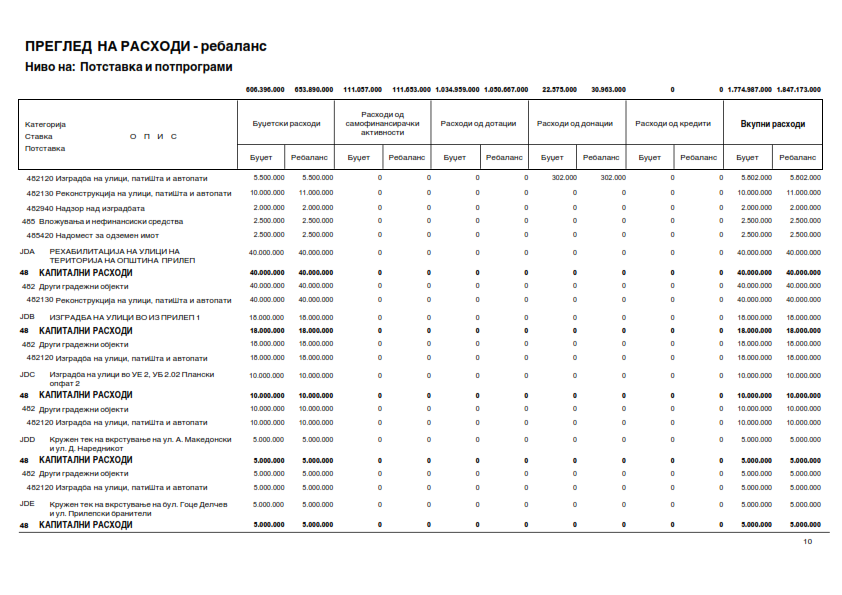 ПРЕГЛЕД НА РАСХОДИ - ребаланс
Ниво на: Потставка и потпрограми
606.396.000 653.890.000 111.057.000 111.653.000 1.034.959.000 1.050.667.000 22.575.000 30.963.000 0 0 1.774.987.000 1.847.173.000
Категорија
Ставка О П И С
Потставка
Буџетски расходи
Расходи од самофинансирачки активности
Расходи од дотации
Расходи од донации
Расходи од кредити
Вкупни расходи
Буџет Ребаланс Буџет Ребаланс Буџет Ребаланс Буџет Ребаланс Буџет Ребаланс Буџет Ребаланс
482120 Изградба на улици, патиШта и автопати 5.500.000 5.500.000 0 0 0 0 302.000 302.000 0 0 5.802.000 5.802.000
482130 Реконструкција на улици, патиШта и автопати 10.000.000 11.000.000 0 0 0 0 0 0 0 0 10.000.000 11.000.000
482940 Надзор над изградбата 2.000.000 2.000.000 0 0 0 0 0 0 0 0 2.000.000 2.000.000
485 Вложувања и нефинансиски средства 2.500.000 2.500.000 0 0 0 0 0 0 0 0 2.500.000 2.500.000
485420 Надомест за одземен имот 2.500.000 2.500.000 0 0 0 0 0 0 0 0 2.500.000 2.500.000
JDA РЕХАБИЛИТАЦИЈА НА УЛИЦИ НА ТЕРИТОРИЈА НА ОПШТИНА ПРИЛЕП 40.000.000 40.000.000 0 0 0 0 0 0 0 0 40.000.000 40.000.000
48 КАПИТАЛНИ РАСХОДИ 40.000.000 40.000.000 0 0 0 0 0 0 0 0 40.000.000 40.000.000
482 Други градежни објекти 40.000.000 40.000.000 0 0 0 0 0 0 0 0 40.000.000 40.000.000
482130 Реконструкција на улици, патиШта и автопати 40.000.000 40.000.000 0 0 0 0 0 0 0 0 40.000.000 40.000.000
JDB ИЗГРАДБА НА УЛИЦИ ВО ИЗ ПРИЛЕП 1 18.000.000 18.000.000 0 0 0 0 0 0 0 0 18.000.000 18.000.000
48 КАПИТАЛНИ РАСХОДИ 18.000.000 18.000.000 0 0 0 0 0 0 0 0 18.000.000 18.000.000
482 Други градежни објекти 18.000.000 18.000.000 0 0 0 0 0 0 0 0 18.000.000 18.000.000
482120 Изградба на улици, патиШта и автопати 18.000.000 18.000.000 0 0 0 0 0 0 0 0 18.000.000 18.000.000
JDC Изградба на улици во УЕ 2, УБ 2.02 Плански опфат 2 10.000.000 10.000.000 0 0 0 0 0 0 0 0 10.000.000 10.000.000
48 КАПИТАЛНИ РАСХОДИ 10.000.000 10.000.000 0 0 0 0 0 0 0 0 10.000.000 10.000.000
482 Други градежни објекти 10.000.000 10.000.000 0 0 0 0 0 0 0 0 10.000.000 10.000.000
482120 Изградба на улици, патиШта и автопати 10.000.000 10.000.000 0 0 0 0 0 0 0 0 10.000.000 10.000.000
JDD Кружен тек на вкрстување на ул. А. Македонски и ул. Д. Наредникот 5.000.000 5.000.000 0 0 0 0 0 0 0 0 5.000.000 5.000.000
48 КАПИТАЛНИ РАСХОДИ 5.000.000 5.000.000 0 0 0 0 0 0 0 0 5.000.000 5.000.000
482 Други градежни објекти 5.000.000 5.000.000 0 0 0 0 0 0 0 0 5.000.000 5.000.000
482120 Изградба на улици, патиШта и автопати 5.000.000 5.000.000 0 0 0 0 0 0 0 0 5.000.000 5.000.000
JDE Кружен тек на вкрстување на бул. Гоце Делчев и ул. Прилепски бранители 5.000.000 5.000.000 0 0 0 0 0 0 0 0 5.000.000 5.000.000
48 КАПИТАЛНИ РАСХОДИ 5.000.000 5.000.000 0 0 0 0 0 0 0 0 5.000.000 5.000.000
10